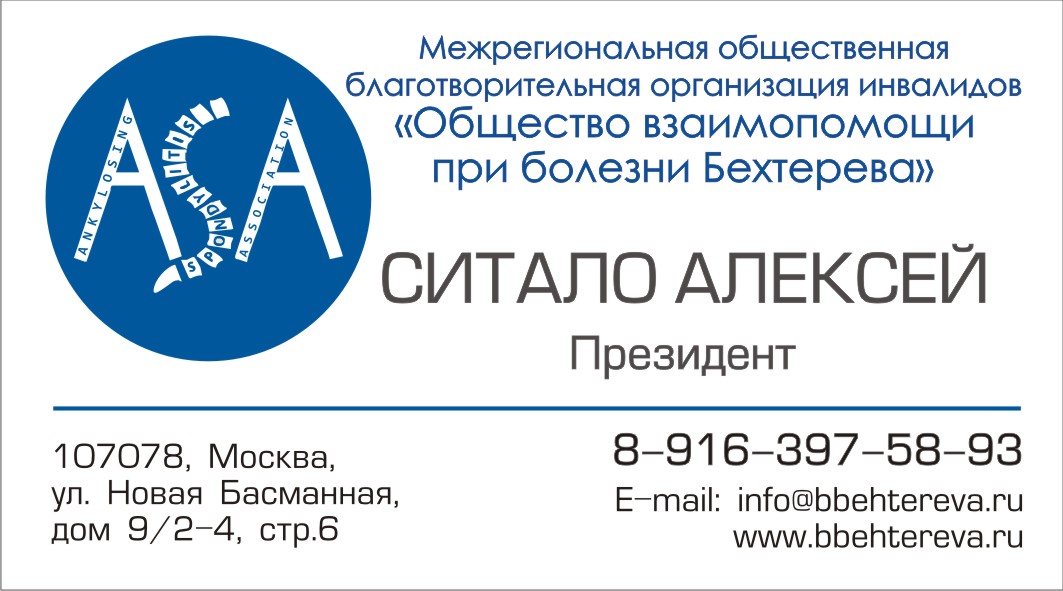 ASA
ANKYLOSING
SPONDYLITIS
ASSOCIATION
Межрегиональная общественная
благотворительная организация инвалидов
«Общество взаимопомощи
при болезни Бехтерева»
СИТАЛО АЛЕКСЕЙ
Президент
107078, Москва,
ул. Новая Басманная,
дом 9/2-4, стр.6
8-916-397-58-93
E-mail: info@bbehtereva.ru
www.bbehtereva.ru